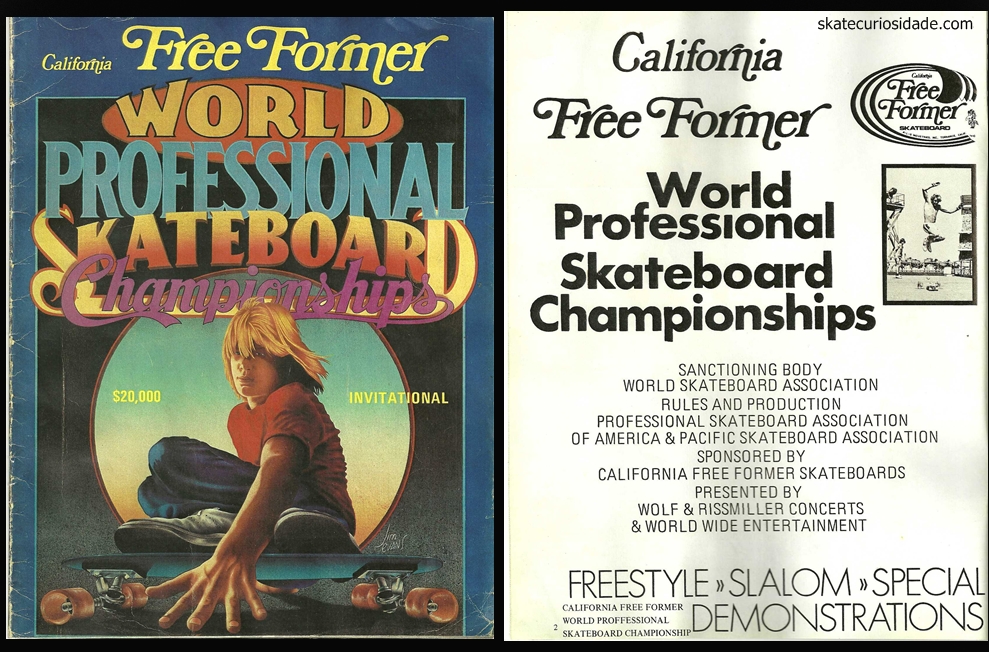 California Free Former
WORLD
PROFESSIONAL
SKATEBOARD
Championships
$20,000
INVITATIONAL
Jim Evans
skatecuriosidade.com
California
Free Former
California
Free
Former
SKATEBOARD
World
Professional
Skateboard
Championships
SANCTIONING BODY
WORLD SKATEBOARD ASSOCIATION
RULES AND PRODUCTION
PROFESSIONAL SKATEBOARD ASSOCIATION
OF AMERICA & PACIFIC SKATEBOARD ASSOCIATION
SPONSORED BY
CALIFORNIA FREE FORMER SKATEBOARDS
PRESENTED BY
WOLF & RISSMILLER CONCERTS
& WORLD WIDE ENTERTAINMENT
FREESTYLE » SLALOM » SPECIAL
DEMONSTRATIONS
CALIFORNIA FREE FORMER
WORLD PROFFESSIONAL
2 SKATEBOARD CHAMPIONSHIP